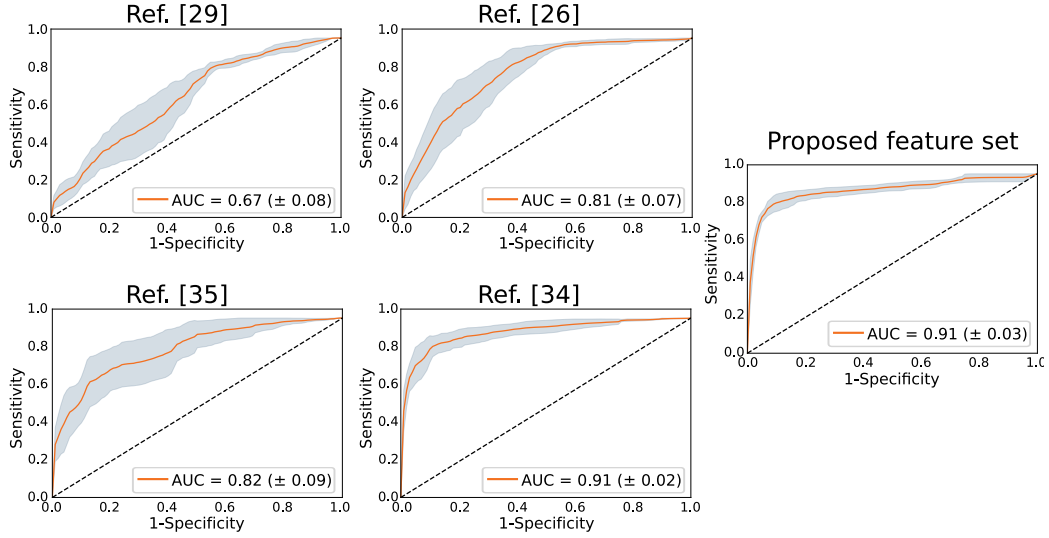 Ref. [29]
1.0
0.8
0.6
0.4
0.2
0.0
Sensitivity
AUC = 0.67 (± 0.08)
0.0 0.2 0.4 0.6 0.8 1.0
1-Specificity
Ref. [26]
1.0
0.8
0.6
0.4
0.2
0.0
Sensitivity
AUC = 0.81 (± 0.07)
0.0 0.2 0.4 0.6 0.8 1.0
1-Specificity
Proposed feature set
1.0
0.8
0.6
0.4
0.2
0.0
Sensitivity
AUC = 0.91 (± 0.03)
0.0 0.2 0.4 0.6 0.8 1.0
1-Specificity
Ref. [35]
1.0
0.8
0.6
0.4
0.2
0.0
Sensitivity
AUC = 0.82 (± 0.09)
0.0 0.2 0.4 0.6 0.8 1.0
1-Specificity
Ref. [34]
1.0
0.8
0.6
0.4
0.2
0.0
Sensitivity
AUC = 0.91 (± 0.02)
0.0 0.2 0.4 0.6 0.8 1.0
1-Specificity